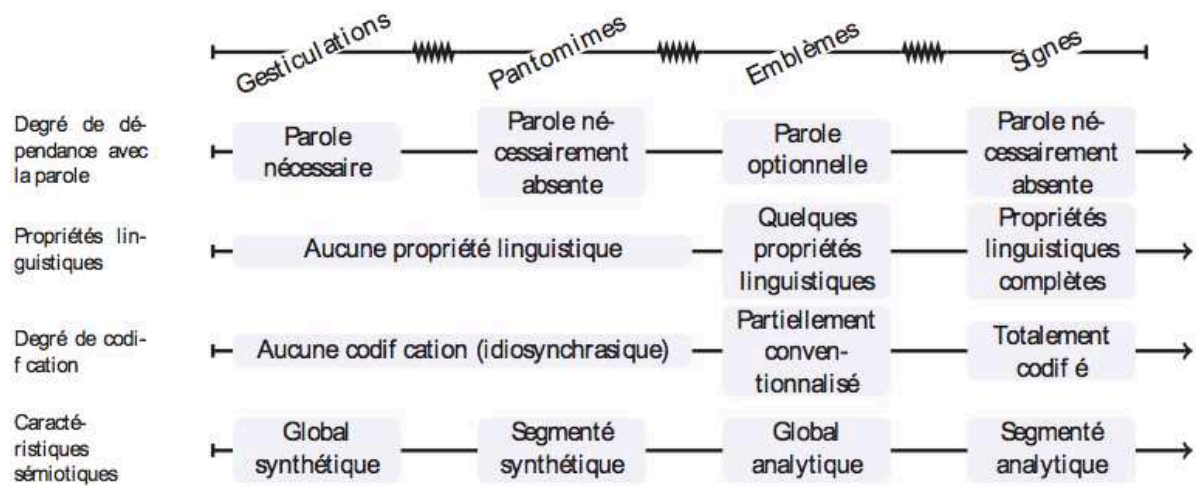 Gesticulations
Pantomimes
Emblèmes
Signes
Degré de dé-
pendance avec
la parole
Parole
nécessaire
Parole né-
cessairement
absente
Parole
optionnelle
Parole né-
cessairement
absente
Propriétés lin-
guistiques
Aucune propriété linguistique
Quelques
propriétés
linguistiques
Propriétés
linguistiques
complètes
Degré de codi-
f cation
Aucune codif cation (idiosynchrasique)
Partiellement
conven-
tionnalisé
Totalement
codif é
Caracté-
ristiques
sémiotiques
Global
synthétique
Segmenté
synthétique
Global
analytique
Segmenté
analytique